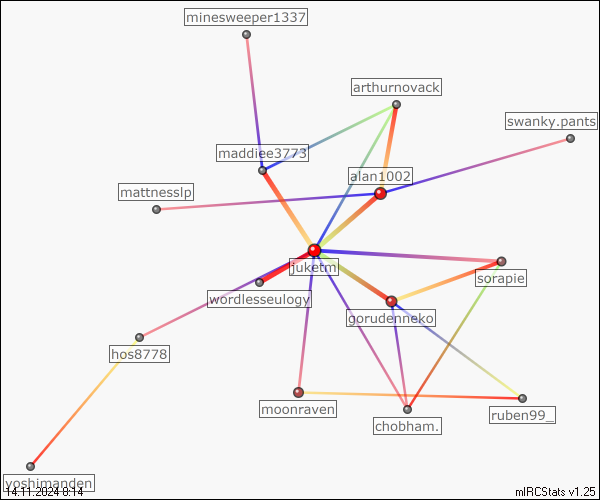 minesweeper1337
arthurnovack
swanky.pants
maddiee3773
alan1002
mattnesslp
juketm
sorapie
wordlesseulogy
gorudenneko
hos8778
moonraven
ruben99_
chobham.
yoshimanden
14.11.2024 8:14
mIRCStats v1.25